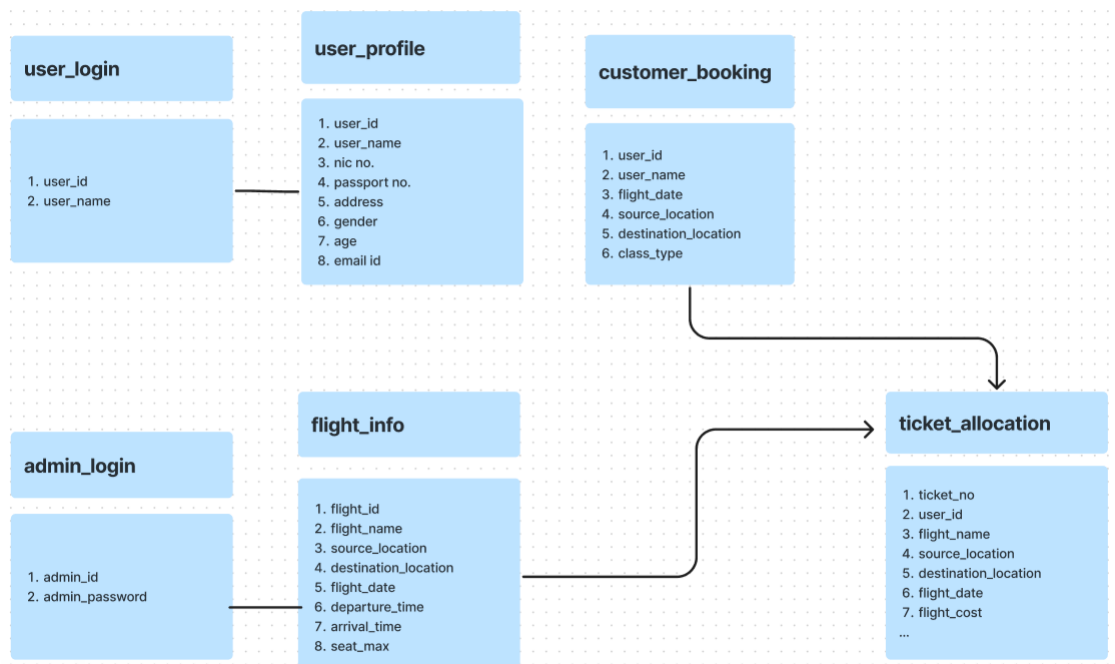 user_login
1. user_id
2. user_name
user_profile
1. user_id
2. user_name
3. nic no.
4. passport no.
5. address
6. gender
7. age
8. email id
customer_booking
1. user_id
2. user_name
3. flight_date
4. source_location
5. destination_location
6. class_type
admin_login
1. admin_id
2. admin_password
flight_info
1. flight_id
2. flight_name
3. source_location
4. destination_location
5. flight_date
6. departure_time
7. arrival_time
8. seat_max
ticket_allocation
1. ticket_no
2. user_id
3. flight_name
4. source_location
5. destination_location
6. flight_date
7. flight_cost
...